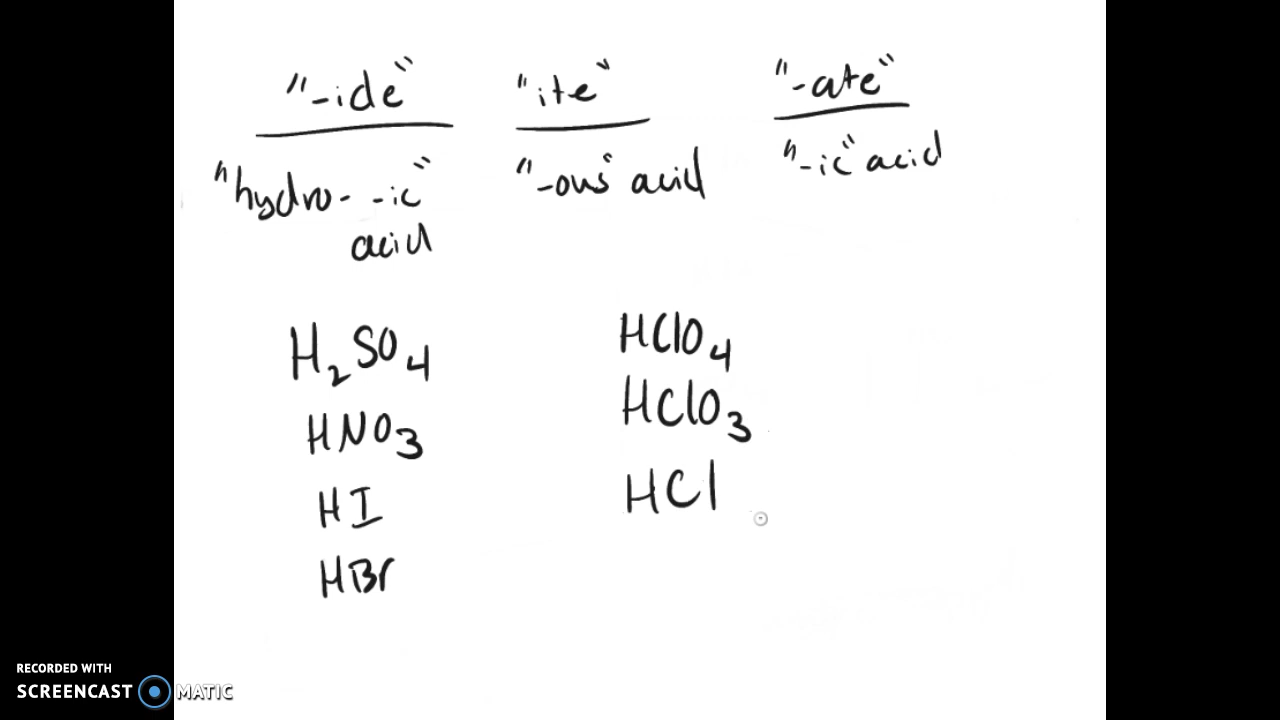 "-ide" "ite" "-ate"
"hydro- -ic" acid "-ous" acid "-ic" acid
H₂SO₄ HClO₄
HNO₃ HClO₃
HI HCl
HBr
RECORDED WITH
SCREENCAST MATIC